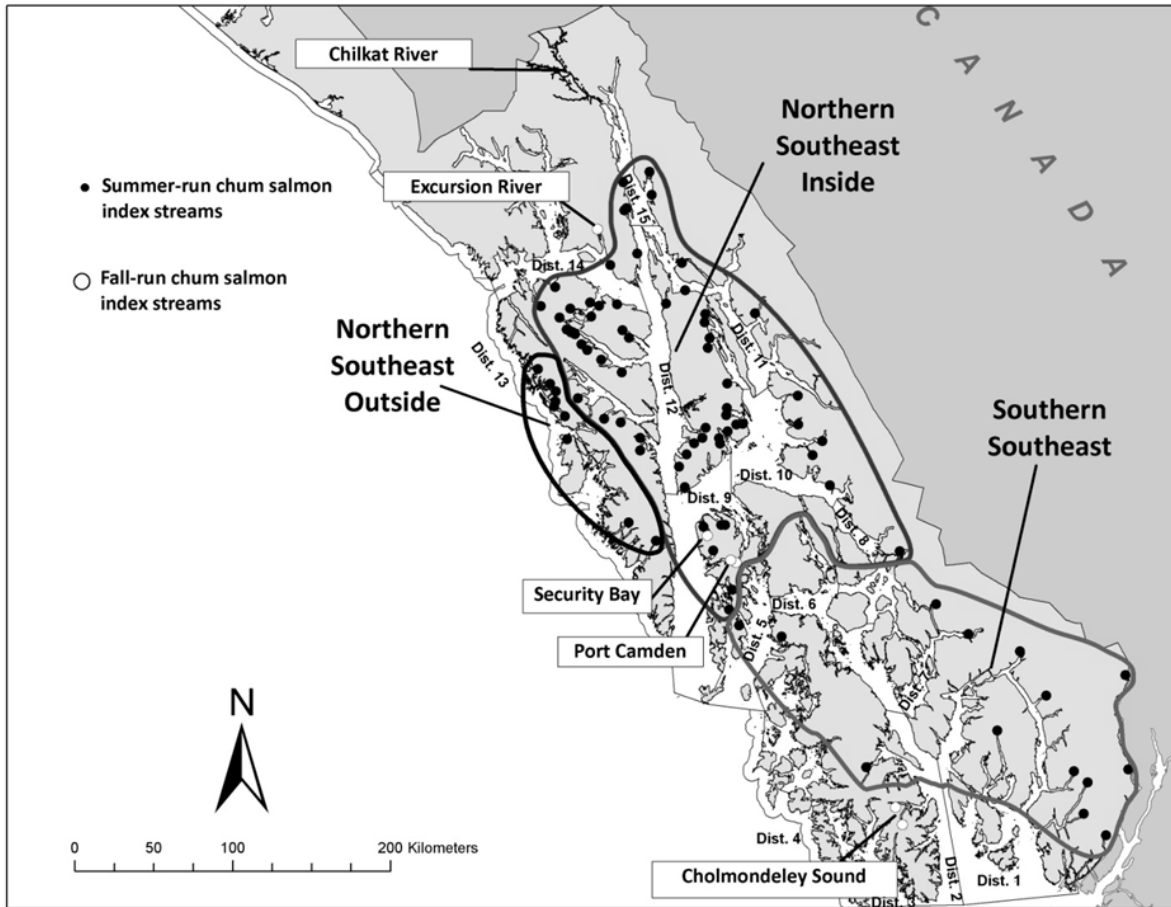 Chilkat River
CANADA
Northern
Southeast
Inside
Excursion River
Summer-run chum salmon
index streams
Fall-run chum salmon
index streams
Dist. 15
Dist. 14
Northern
Southeast
Outside
Dist. 13
Dist. 11
Dist. 12
Southern
Southeast
Dist. 10
Dist. 9
Dist. 8
Security Bay
Dist. 6
Dist. 5
Port Camden
Dist. 7
N
0 50 100 200 Kilometers
Dist. 4
Cholmondeley Sound
Dist. 3
Dist. 2
Dist. 1